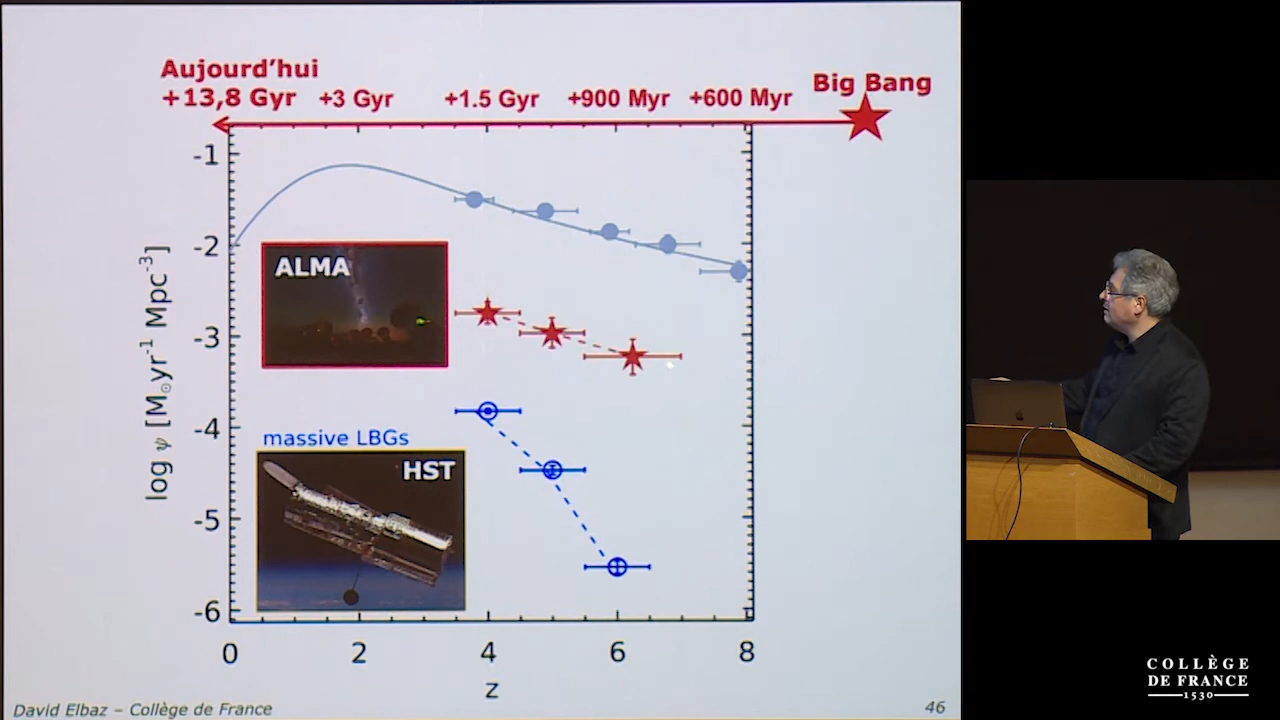 Aujourd'hui
+13,8 Gyr +3 Gyr +1.5 Gyr +900 Myr +600 Myr
Big Bang
-1
-2
-3
-4
-5
-6
log ψ [M☉yr⁻¹ Mpc⁻³]
ALMA
massive LBGs
HST
0 2 4 6 8
z
David Elbaz – Collège de France
46
COLLÈGE
DE FRANCE
1530